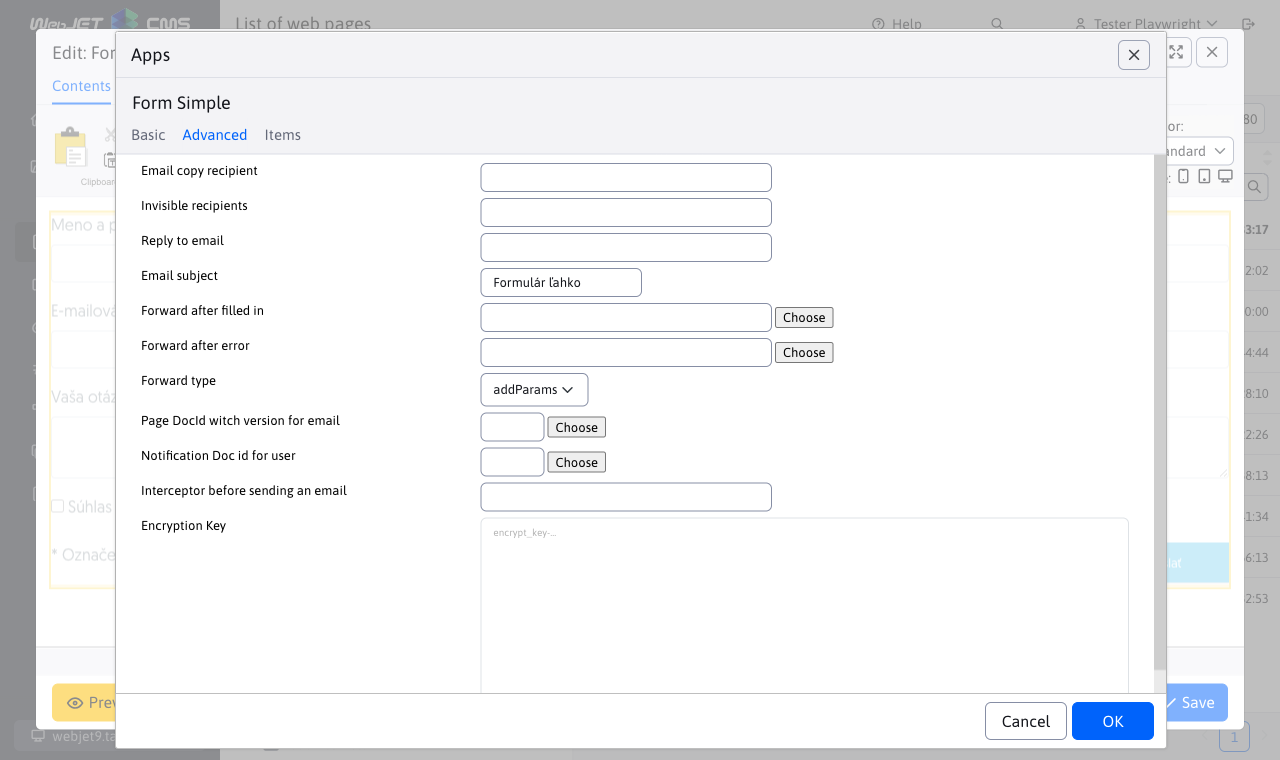 WebJET CMS
List of web pages
Help
Tester Playwright
Edit: For
Contents
Clipboar
or:
andard
80
Apps
Form Simple
Basic Advanced Items
Email copy recipient
Invisible recipients
Reply to email
Email subject
Formulár ľahko
Forward after filled in
Choose
Forward after error
Choose
Forward type
addParams
Page DocId witch version for email
Choose
Notification Doc id for user
Choose
Interceptor before sending an email
Encryption Key
encrypt_key-...
Meno a p
E-mailová
Vaša otáz
Súhlas
* Označe
lať
3:17
2:02
0:00
4:44
8:10
2:26
8:13
1:34
6:13
2:53
Prev
Save
Cancel
OK
webjet9.ta
1